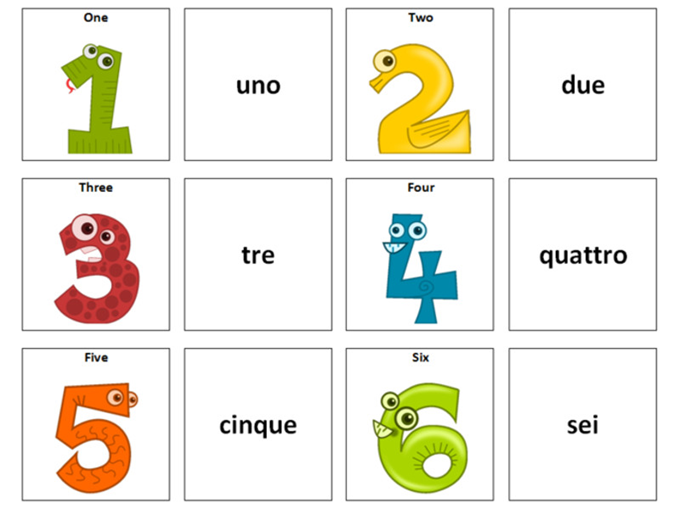 One
uno
Two
due
Three
tre
Four
quattro
Five
cinque
Six
sei